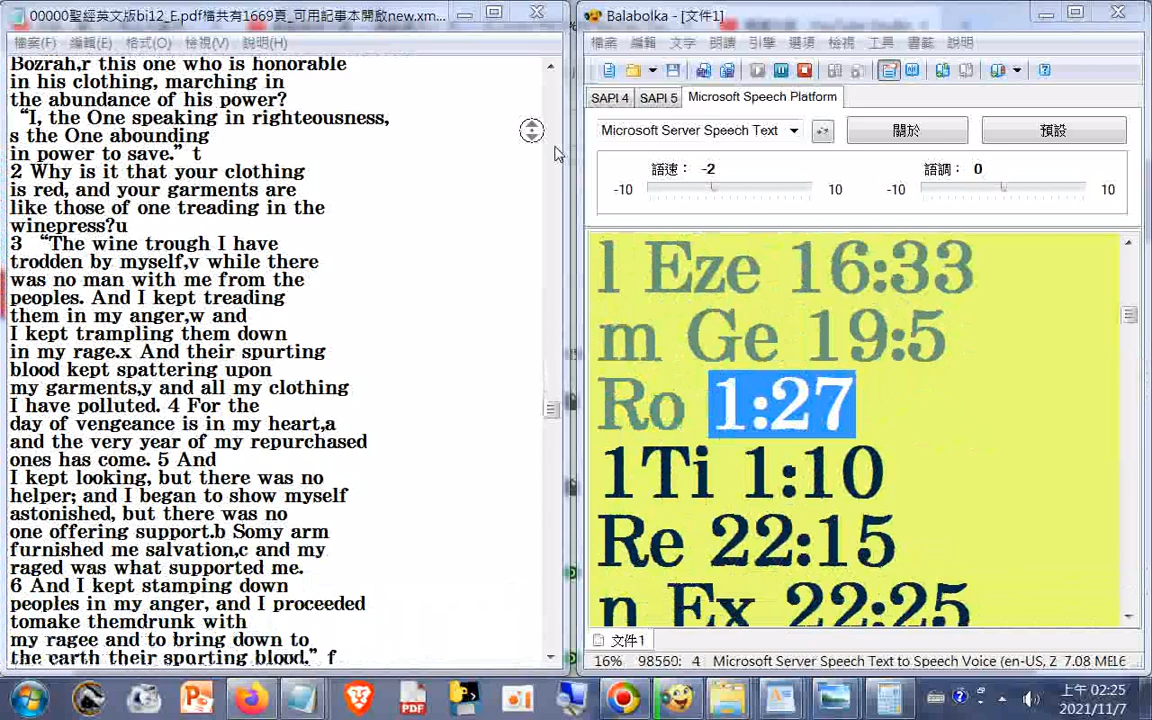 00000聖經英文版bi12_E.pdf檔共有1669頁_可用記事本開啟new.xm...
檔案(F) 編輯(E) 格式(O) 檢視(V) 說明(H)
Bozrah,r this one who is honorable
in his clothing, marching in
the abundance of his power?
“I, the One speaking in righteousness,
s the One abounding
in power to save.” t
2 Why is it that your clothing
is red, and your garments are
like those of one treading in the
winepress?u
3 “The wine trough I have
trodden by myself,v while there
was no man with me from the
peoples. And I kept treading
them in my anger,w and
I kept trampling them down
in my rage.x And their spurting
blood kept spattering upon
my garments,y and all my clothing
I have polluted. 4 For the
day of vengeance is in my heart,a
and the very year of my repurchased
ones has come. 5 And
I kept looking, but there was no
helper; and I began to show myself
astonished, but there was no
one offering support.b Somy arm
furnished me salvation,c and my
raged was what supported me.
6 And I kept stamping down
peoples in my anger, and I proceeded
tomake themdrunk with
my ragee and to bring down to
the earth their spurting blood.” f
Balabolka - [文件1]
檔案 編輯 文字 朗讀 引擎 選項 檢視 工具 書籤 說明
SAPI 4 SAPI 5 Microsoft Speech Platform
Microsoft Server Speech Text 關於 預設
語速: -2 語調: 0
-10 10 -10 10
l Eze 16:33
m Ge 19:5
Ro 1:27
1Ti 1:10
Re 22:15
n Ex 22:25
文件1
16% 98560: 4 Microsoft Server Speech Text to Speech Voice (en-US, Z 7.08 ME
上午 02:25
2021/11/7